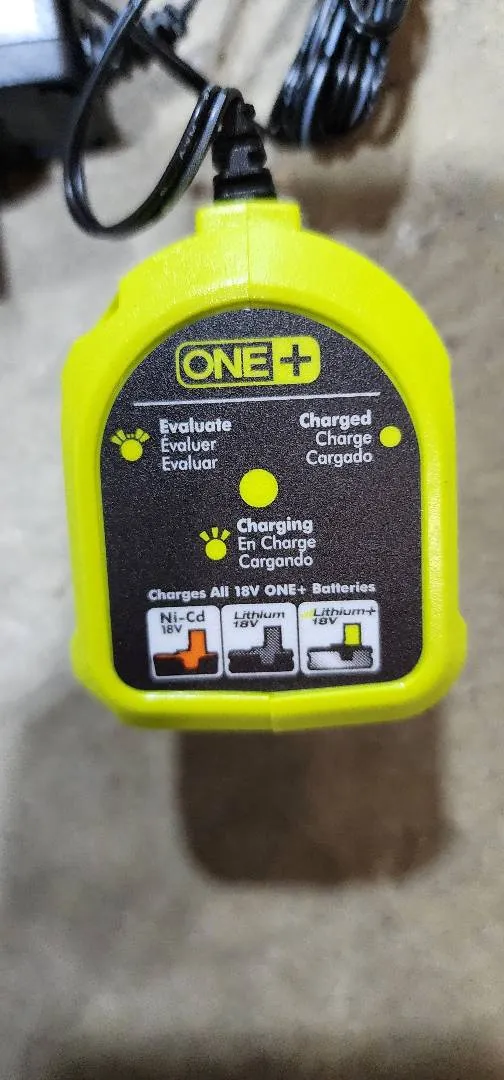 ONE+
Evaluate
Évaluer
Evaluar
Charged
Charge
Cargado
Charging
En Charge
Cargando
Charges All 18V ONE+ Batteries
Ni-Cd
18V
Lithium
18V
Lithium+
18V